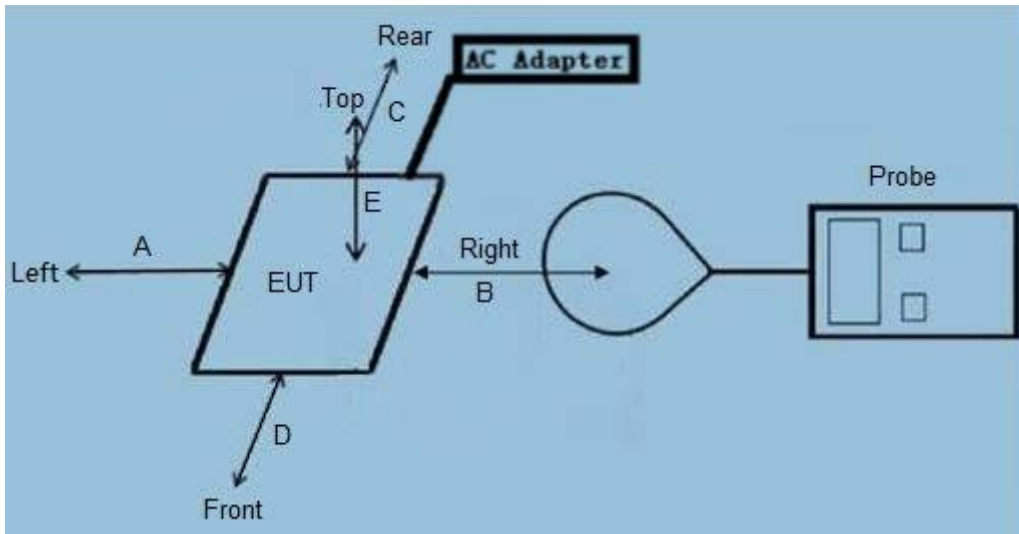 Rear
AC Adapter
Top
C
Probe
E
A
Right
Left
EUT
B
D
Front